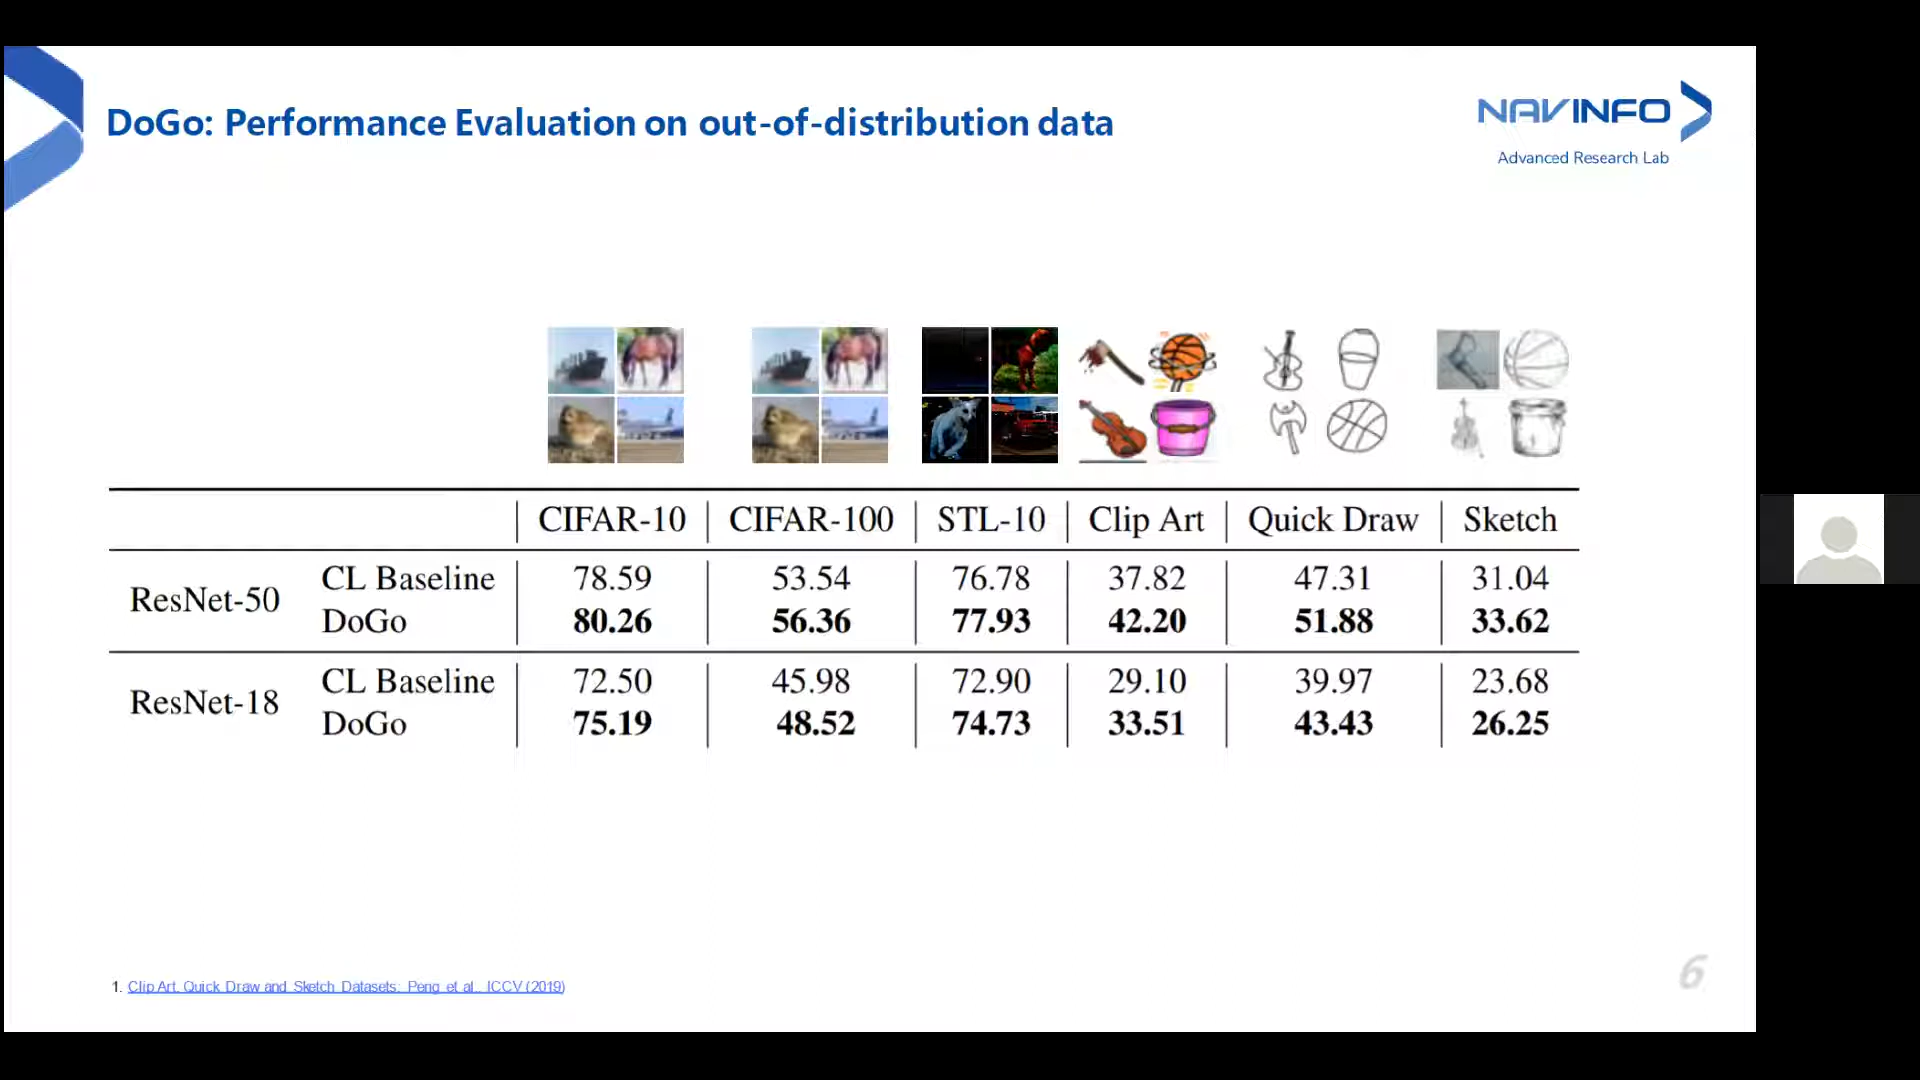 DoGo: Performance Evaluation on out-of-distribution data
NAVINFO
Advanced Research Lab
CIFAR-10 CIFAR-100 STL-10 Clip Art Quick Draw Sketch
ResNet-50
CL Baseline 78.59 53.54 76.78 37.82 47.31 31.04
DoGo 80.26 56.36 77.93 42.20 51.88 33.62
ResNet-18
CL Baseline 72.50 45.98 72.90 29.10 39.97 23.68
DoGo 75.19 48.52 74.73 33.51 43.43 26.25
1. Clip Art, Quick Draw and Sketch Datasets: Peng et al., ICCV (2019)
6